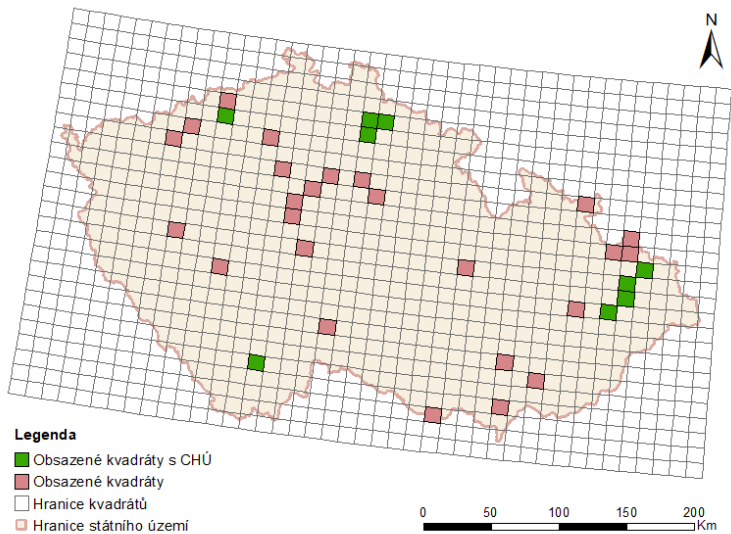 N
Legenda
Obsazené kvadráty s CHÚ
Obsazené kvadráty
Hranice kvadrátů
Hranice státního území
0 50 100 150 200
Km